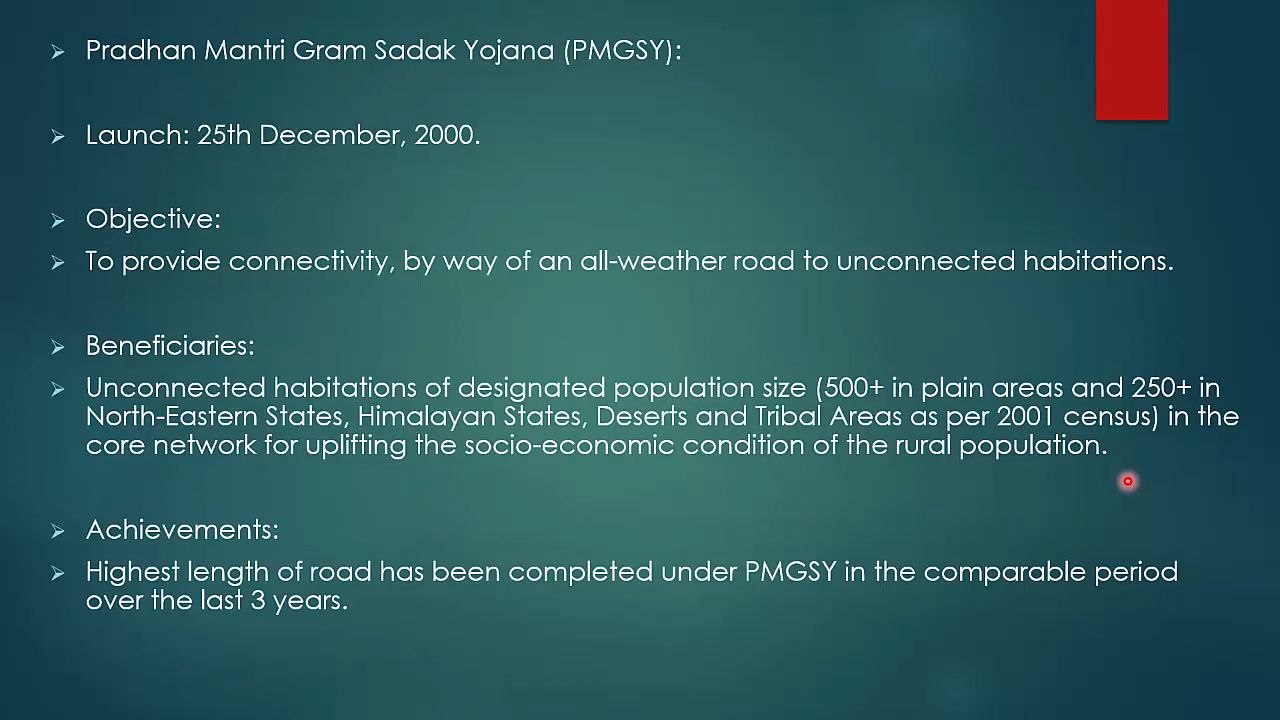 Pradhan Mantri Gram Sadak Yojana (PMGSY):
Launch: 25th December, 2000.
Objective:
To provide connectivity, by way of an all-weather road to unconnected habitations.
Beneficiaries:
Unconnected habitations of designated population size (500+ in plain areas and 250+ in
North-Eastern States, Himalayan States, Deserts and Tribal Areas as per 2001 census) in the
core network for uplifting the socio-economic condition of the rural population.
Achievements:
Highest length of road has been completed under PMGSY in the comparable period
over the last 3 years.